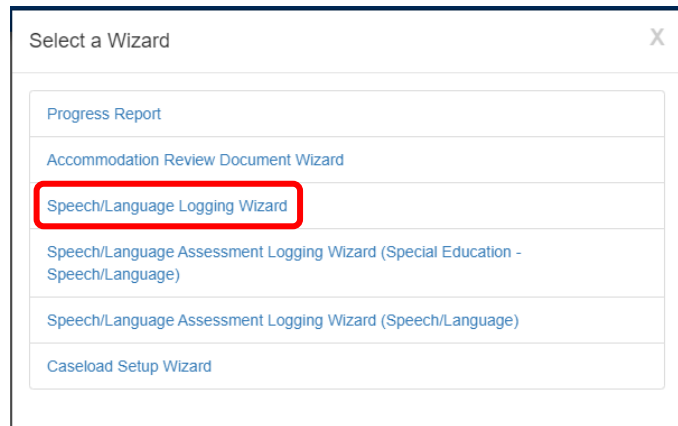 Select a Wizard
X
Progress Report
Accommodation Review Document Wizard
Speech/Language Logging Wizard
Speech/Language Assessment Logging Wizard (Special Education -
Speech/Language)
Speech/Language Assessment Logging Wizard (Speech/Language)
Caseload Setup Wizard